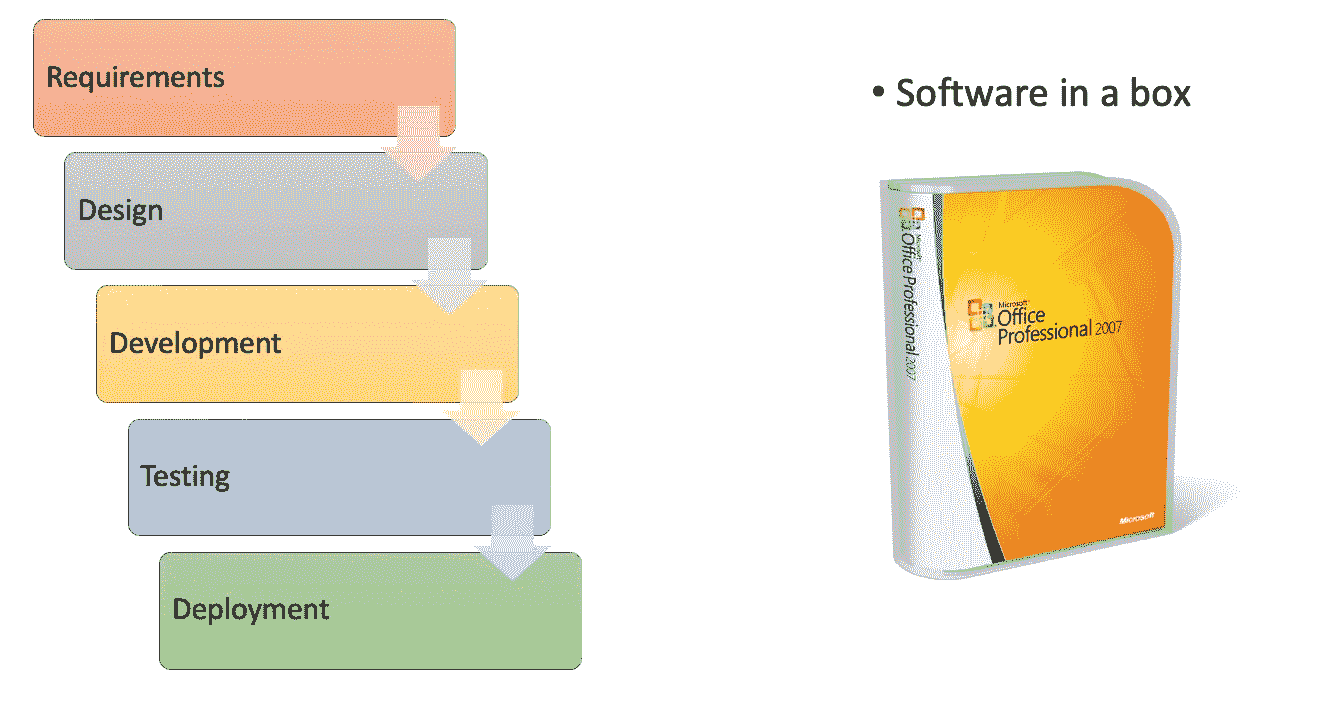 Requirements
Design
Development
Testing
Deployment
• Software in a box
Microsoft
Office Professional 2007
Microsoft
Office
Professional 2007
Microsoft